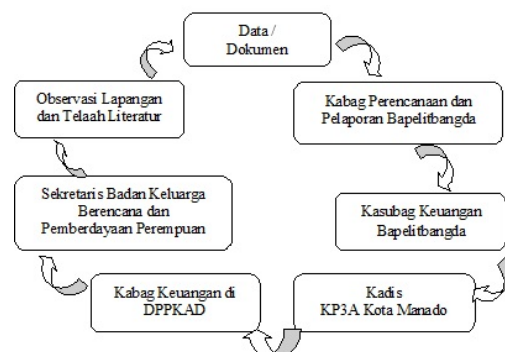 Data /
Dokumen
Kabag Perencanaan dan
Pelaporan Bapelitbangda
Kasubag Keuangan
Bapelitbangda
Kadis
KP3A Kota Manado
Kabag Keuangan di
DPPKAD
Sekretaris Badan Keluarga
Berencana dan
Pemberdayaan Perempuan
Observasi Lapangan
dan Telaah Literatur